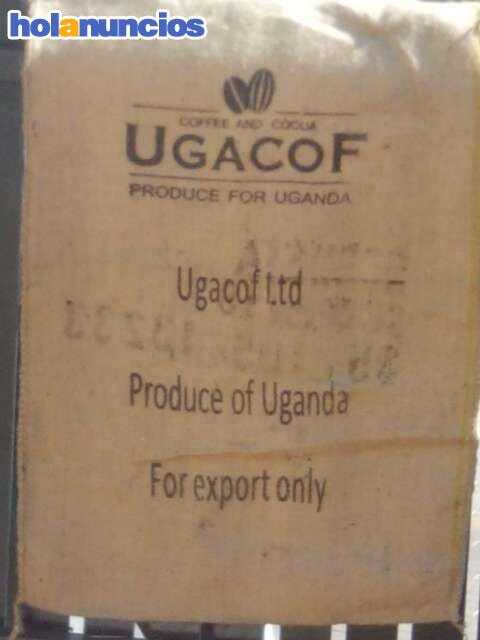 holanuncios
COFFEE AND COCOA
UGACOF
PRODUCE FOR UGANDA
Ugacof Ltd
Produce of Uganda
For export only